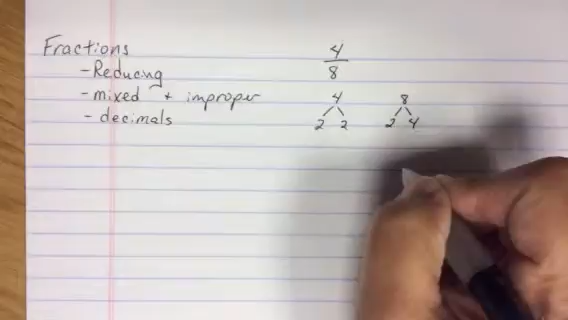 Fractions
- Reducing
- mixed + improper
- decimals
4
8
4
2 2
8
2 4